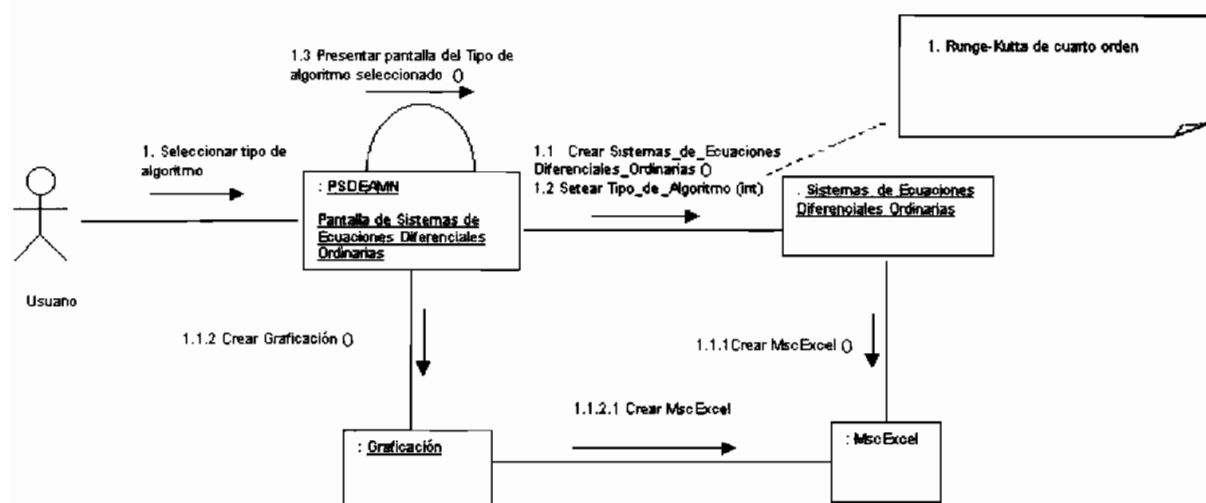 1. Runge-Kutta de cuarto orden
1.3 Presentar pantalla del Tipo de
algoritmo seleccionado ()
1. Seleccionar tipo de
algoritmo
1.1 Crear Sistemas_de_Ecuaciones
Diferenciales_Ordinarias ()
1.2 Setear Tipo_de_Algoritmo (int)
: PSDEAMN
Pantalla de Sistemas de
Ecuaciones Diferenciales
Ordinarias
: Sistemas de Ecuaciones
Diferenciales Ordinarias
Usuario
1.1.2 Crear Graficación ()
1.1.1Crear MscExcel ()
1.1.2.1 Crear MscExcel
: Graficación
: MscExcel